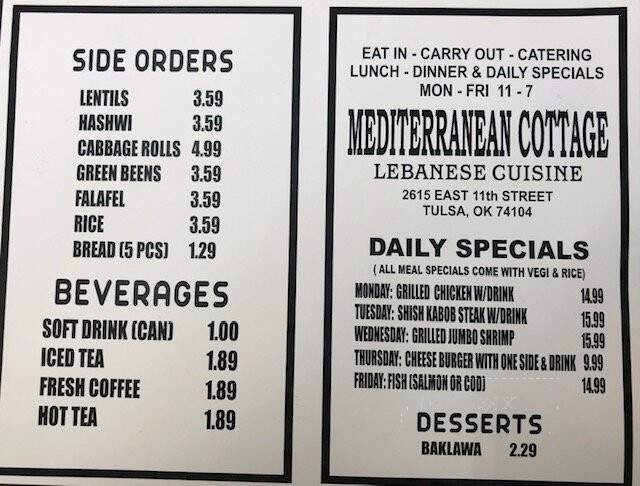 SIDE ORDERS
LENTILS 3.59
HASHWI 3.59
CABBAGE ROLLS 4.99
GREEN BEENS 3.59
FALAFEL 3.59
RICE 3.59
BREAD (5 PCS) 1.29
BEVERAGES
SOFT DRINK (CAN) 1.00
ICED TEA 1.89
FRESH COFFEE 1.89
HOT TEA 1.89
EAT IN - CARRY OUT - CATERING
LUNCH - DINNER & DAILY SPECIALS
MON - FRI 11 - 7
MEDITERRANEAN COTTAGE
LEBANESE CUISINE
2615 EAST 11th STREET
TULSA, OK 74104
DAILY SPECIALS
( ALL MEAL SPECIALS COME WITH VEGI & RICE)
MONDAY: GRILLED CHICKEN W/DRINK 14.99
TUESDAY: SHISH KABOB STEAK W/DRINK 15.99
WEDNESDAY: GRILLED JUMBO SHRIMP 15.99
THURSDAY: CHEESE BURGER WITH ONE SIDE & DRINK 9.99
FRIDAY: FISH (SALMON OR COD) 14.99
DESSERTS
BAKLAWA 2.29